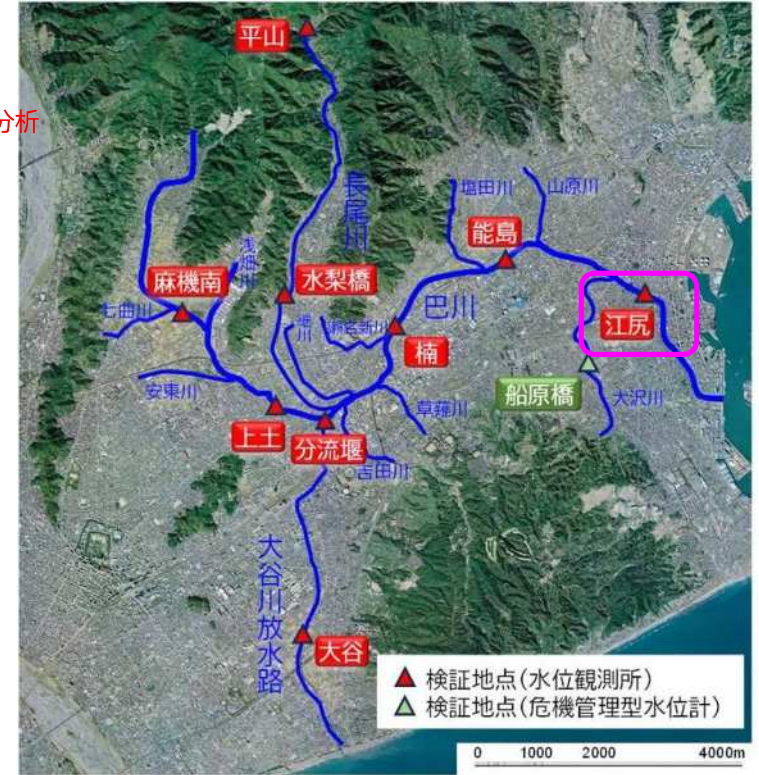 平山
分析
長尾川
塩田川
山原川
能島
浅畑川
麻機南
水梨橋
七曲川
巴川
江尻
楠
船原橋
安東川
大沢川
草薙川
上土
分流堰
吉田川
大谷川放水路
大谷
検証地点(水位観測所)
検証地点(危機管理型水位計)
0 1000 2000 4000m